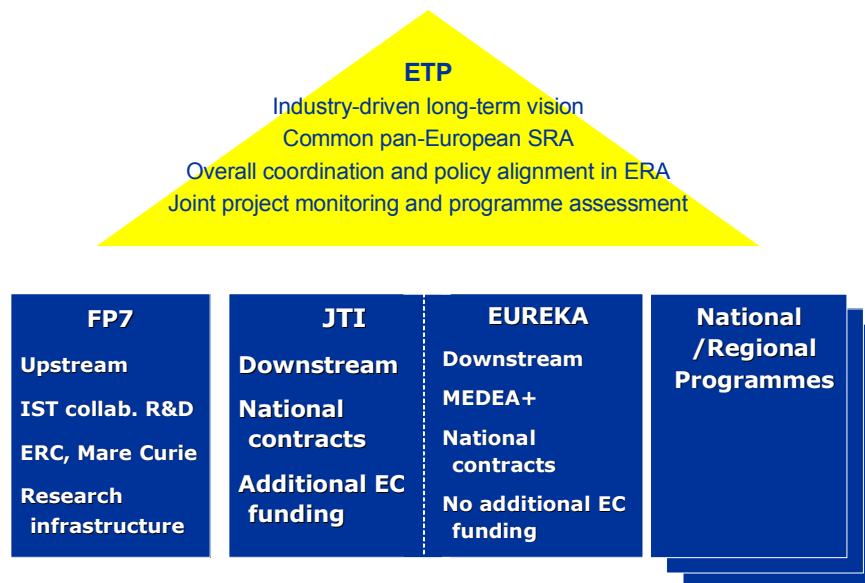 ETP
Industry-driven long-term vision
Common pan-European SRA
Overall coordination and policy alignment in ERA
Joint project monitoring and programme assessment
FP7
Upstream
IST collab. R&D
ERC, Mare Curie
Research
infrastructure
JTI
Downstream
National
contracts
Additional EC
funding
EUREKA
Downstream
MEDEA+
National
contracts
No additional EC
funding
National
/Regional
Programmes